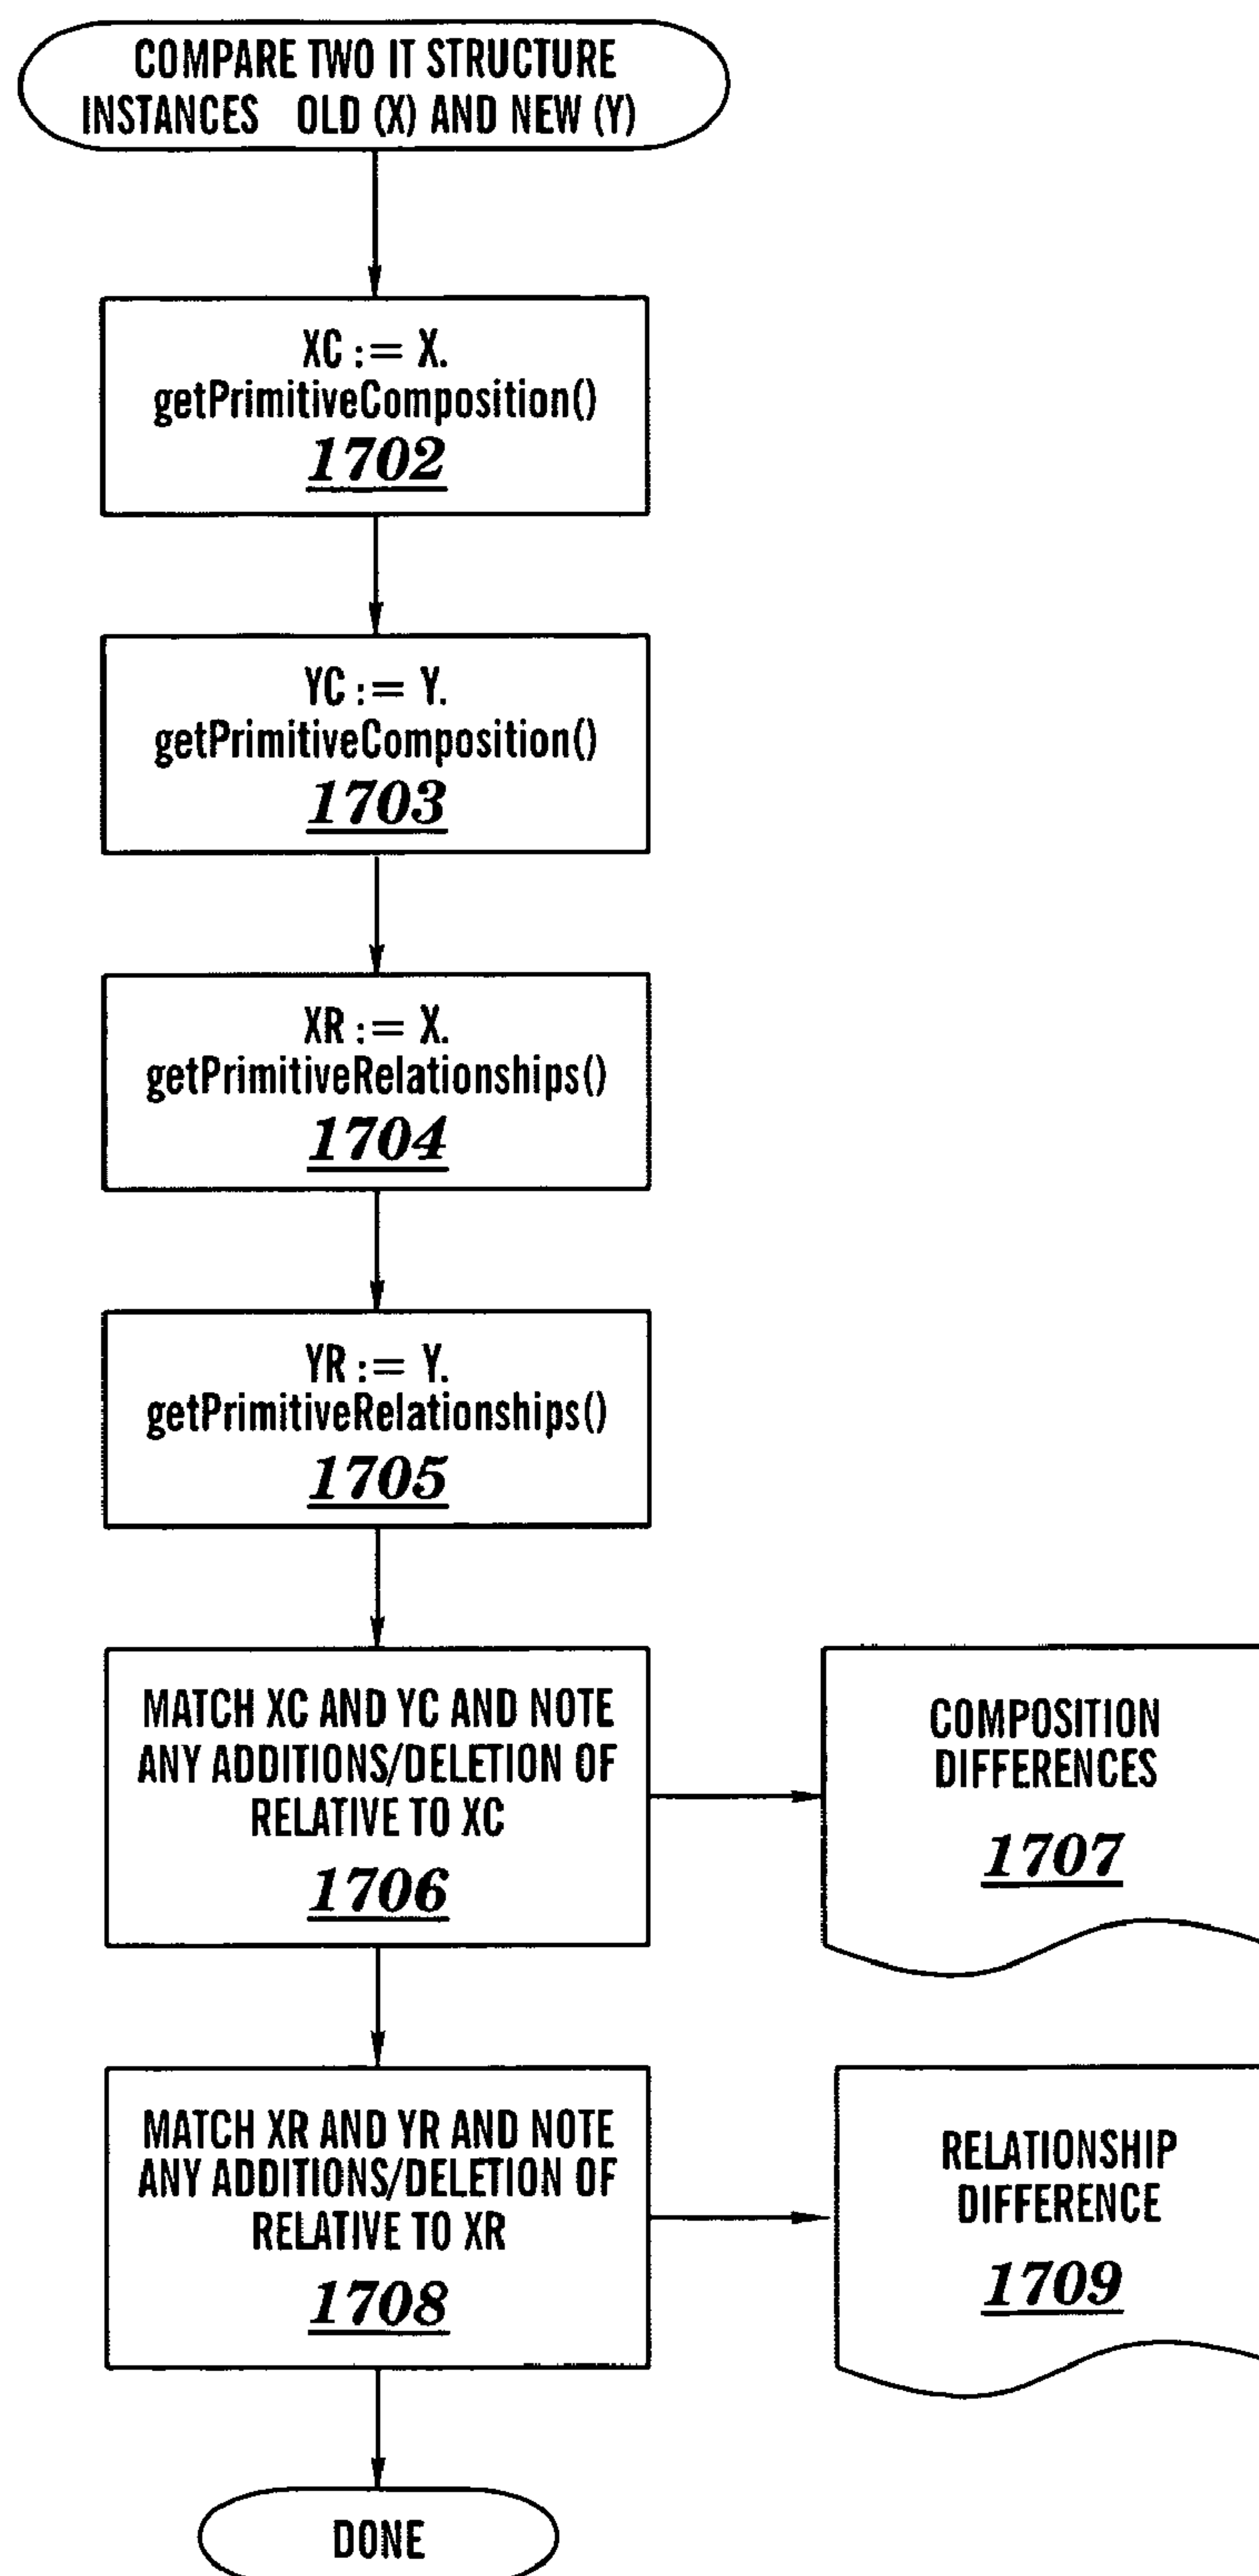 COMPARE TWO IT STRUCTURE
INSTANCES OLD (X) AND NEW (Y)
XC := X.
getPrimitiveComposition()
1702
YC := Y.
getPrimitiveComposition()
1703
XR := X.
getPrimitiveRelationships()
1704
YR := Y.
getPrimitiveRelationships()
1705
MATCH XC AND YC AND NOTE
ANY ADDITIONS/DELETION OF
RELATIVE TO XC
1706
COMPOSITION
DIFFERENCES
1707
MATCH XR AND YR AND NOTE
ANY ADDITIONS/DELETION OF
RELATIVE TO XR
1708
RELATIONSHIP
DIFFERENCE
1709
DONE